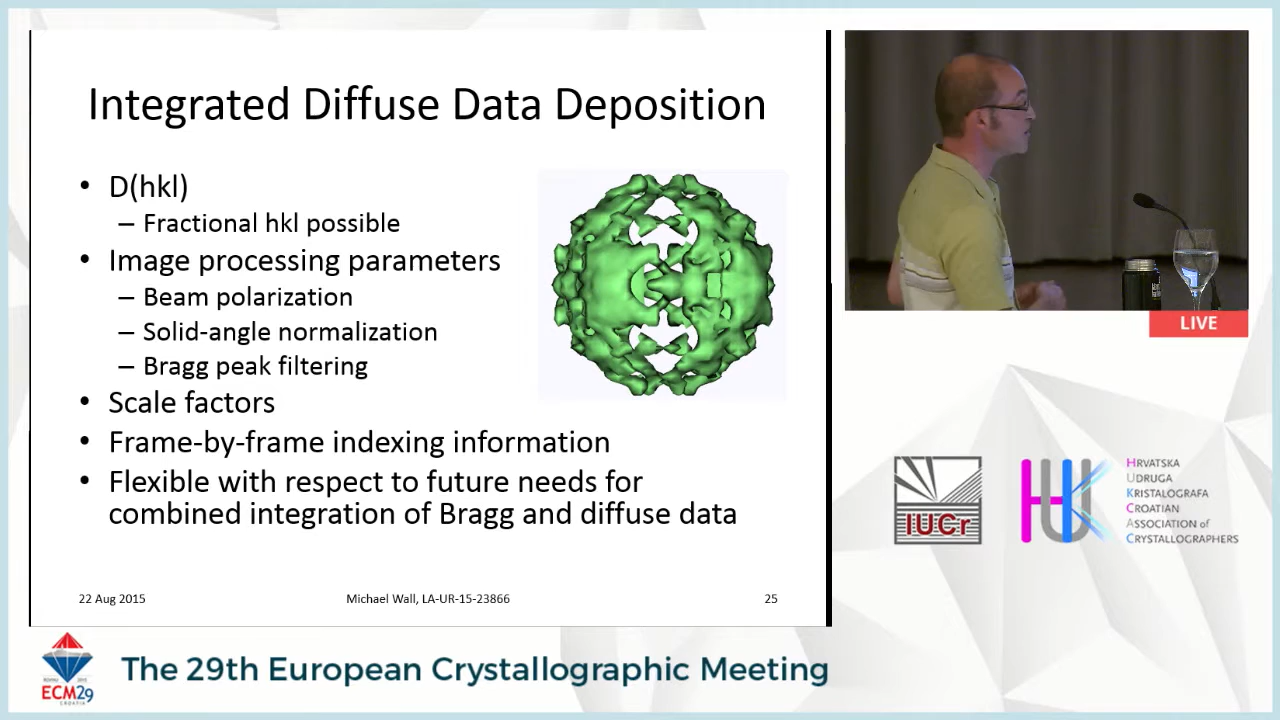 Integrated Diffuse Data Deposition
• D(hkl)
– Fractional hkl possible
• Image processing parameters
– Beam polarization
– Solid-angle normalization
– Bragg peak filtering
• Scale factors
• Frame-by-frame indexing information
• Flexible with respect to future needs for
combined integration of Bragg and diffuse data
22 Aug 2015
Michael Wall, LA-UR-15-23866
25
LIVE
IUCr
HUK
HRVATSKA
UDRUGA
KRISTALOGRAFA
CROATIAN
ASSOCIATION of
CRYSTALLOGRAPHERS
ECM29
CROATIA
The 29th European Crystallographic Meeting